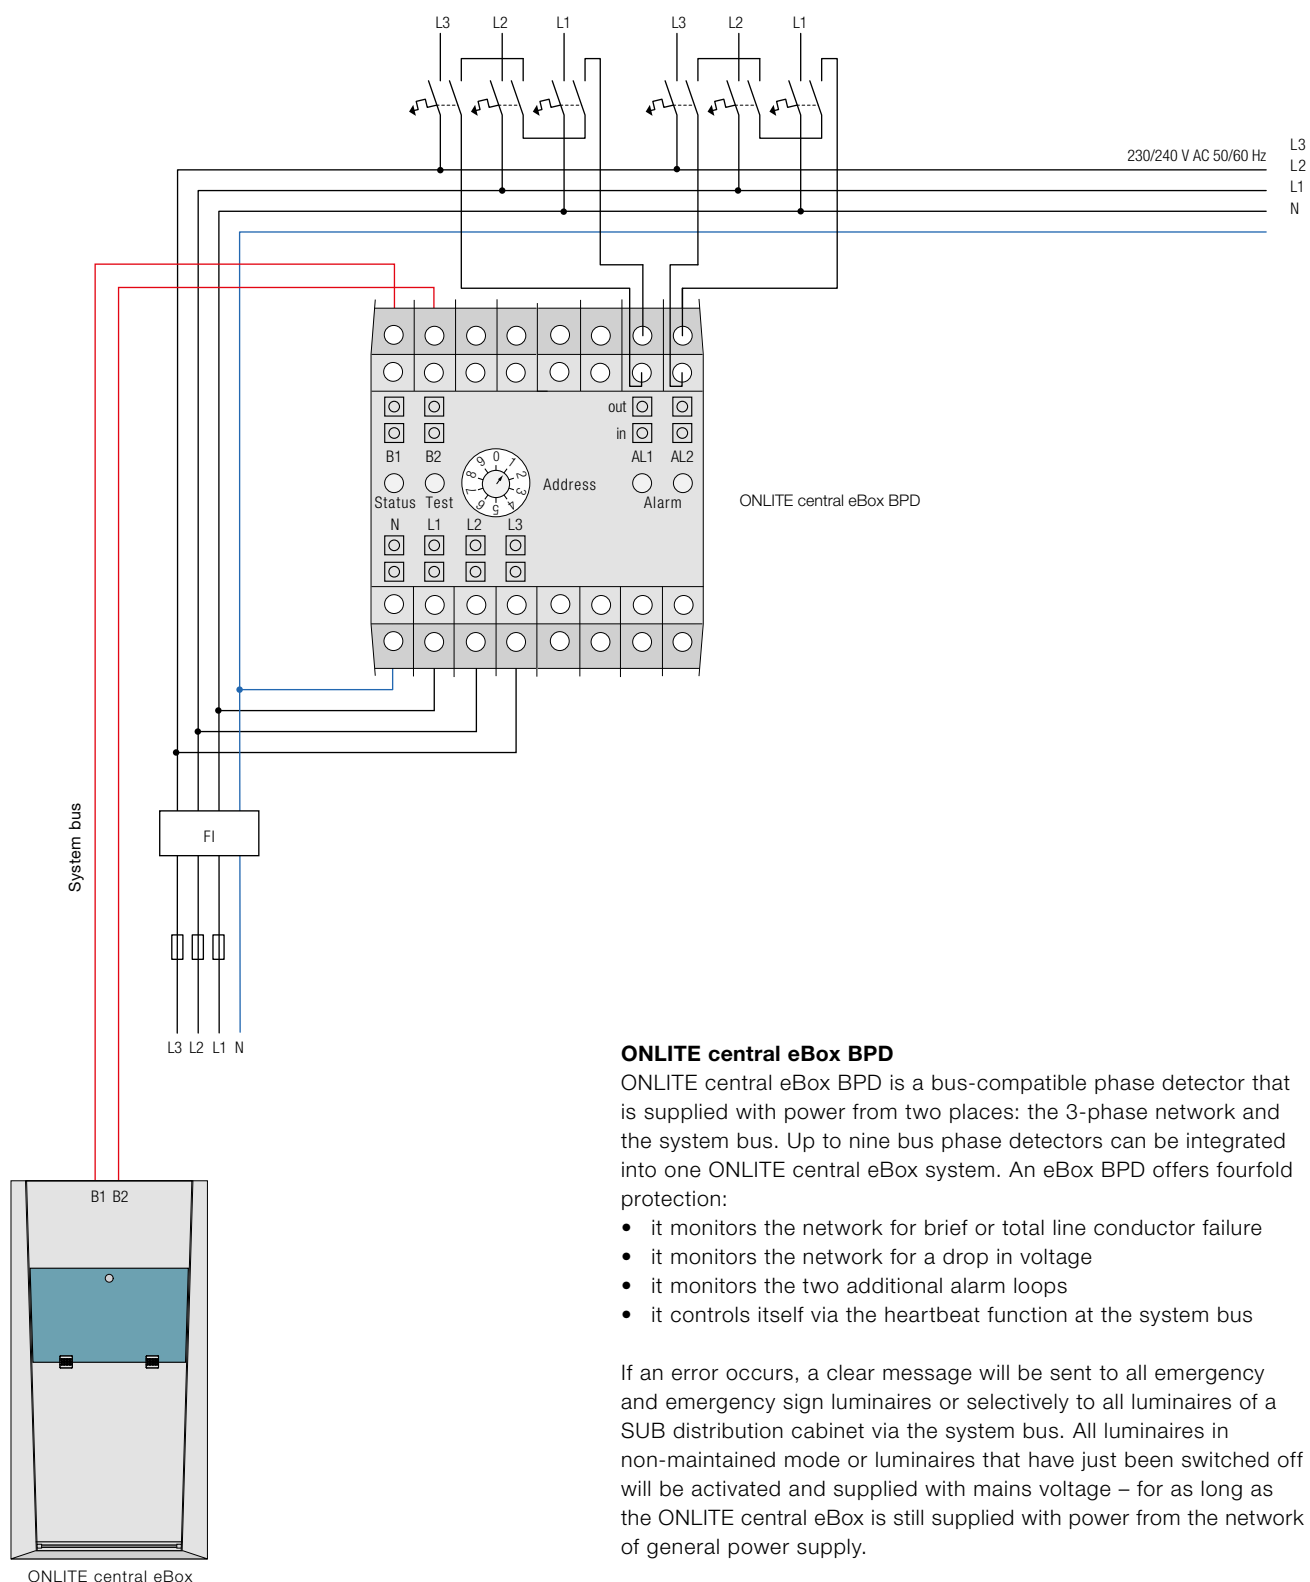 L3 L2 L1 L3 L2 L1
230/240 V AC 50/60 Hz
L3
L2
L1
N
out
in
B1 B2 AL1 AL2
0 1 2 3 4 5 6 7 8 9
Address
Status Test Alarm
ONLITE central eBox BPD
N L1 L2 L3
System bus
FI
L3 L2 L1 N
B1 B2
ONLITE central eBox
ONLITE central eBox BPD
ONLITE central eBox BPD is a bus-compatible phase detector that
is supplied with power from two places: the 3-phase network and
the system bus. Up to nine bus phase detectors can be integrated
into one ONLITE central eBox system. An eBox BPD offers fourfold
protection:
• it monitors the network for brief or total line conductor failure
• it monitors the network for a drop in voltage
• it monitors the two additional alarm loops
• it controls itself via the heartbeat function at the system bus
If an error occurs, a clear message will be sent to all emergency
and emergency sign luminaires or selectively to all luminaires of a
SUB distribution cabinet via the system bus. All luminaires in
non-maintained mode or luminaires that have just been switched off
will be activated and supplied with mains voltage – for as long as
the ONLITE central eBox is still supplied with power from the network
of general power supply.